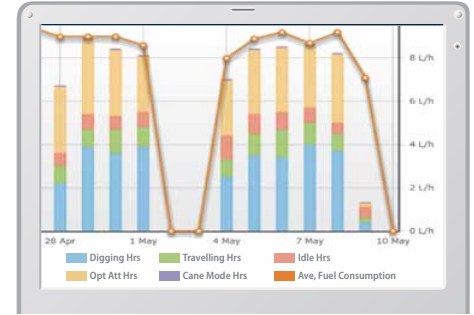 8 L/h
6 L/h
4 L/h
2 L/h
0 L/h
28 Apr 1 May 4 May 7 May 10 May
Digging Hrs Travelling Hrs Idle Hrs
Opt Att Hrs Cane Mode Hrs Ave, Fuel Consumption